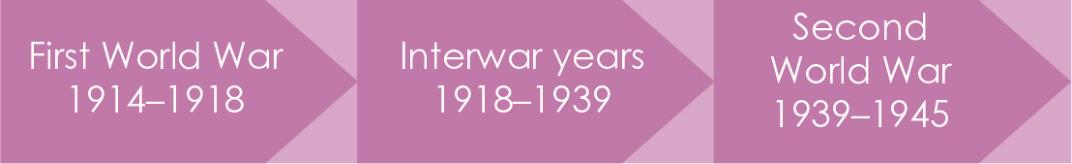 First World War
1914–1918
Interwar years
1918–1939
Second
World War
1939–1945